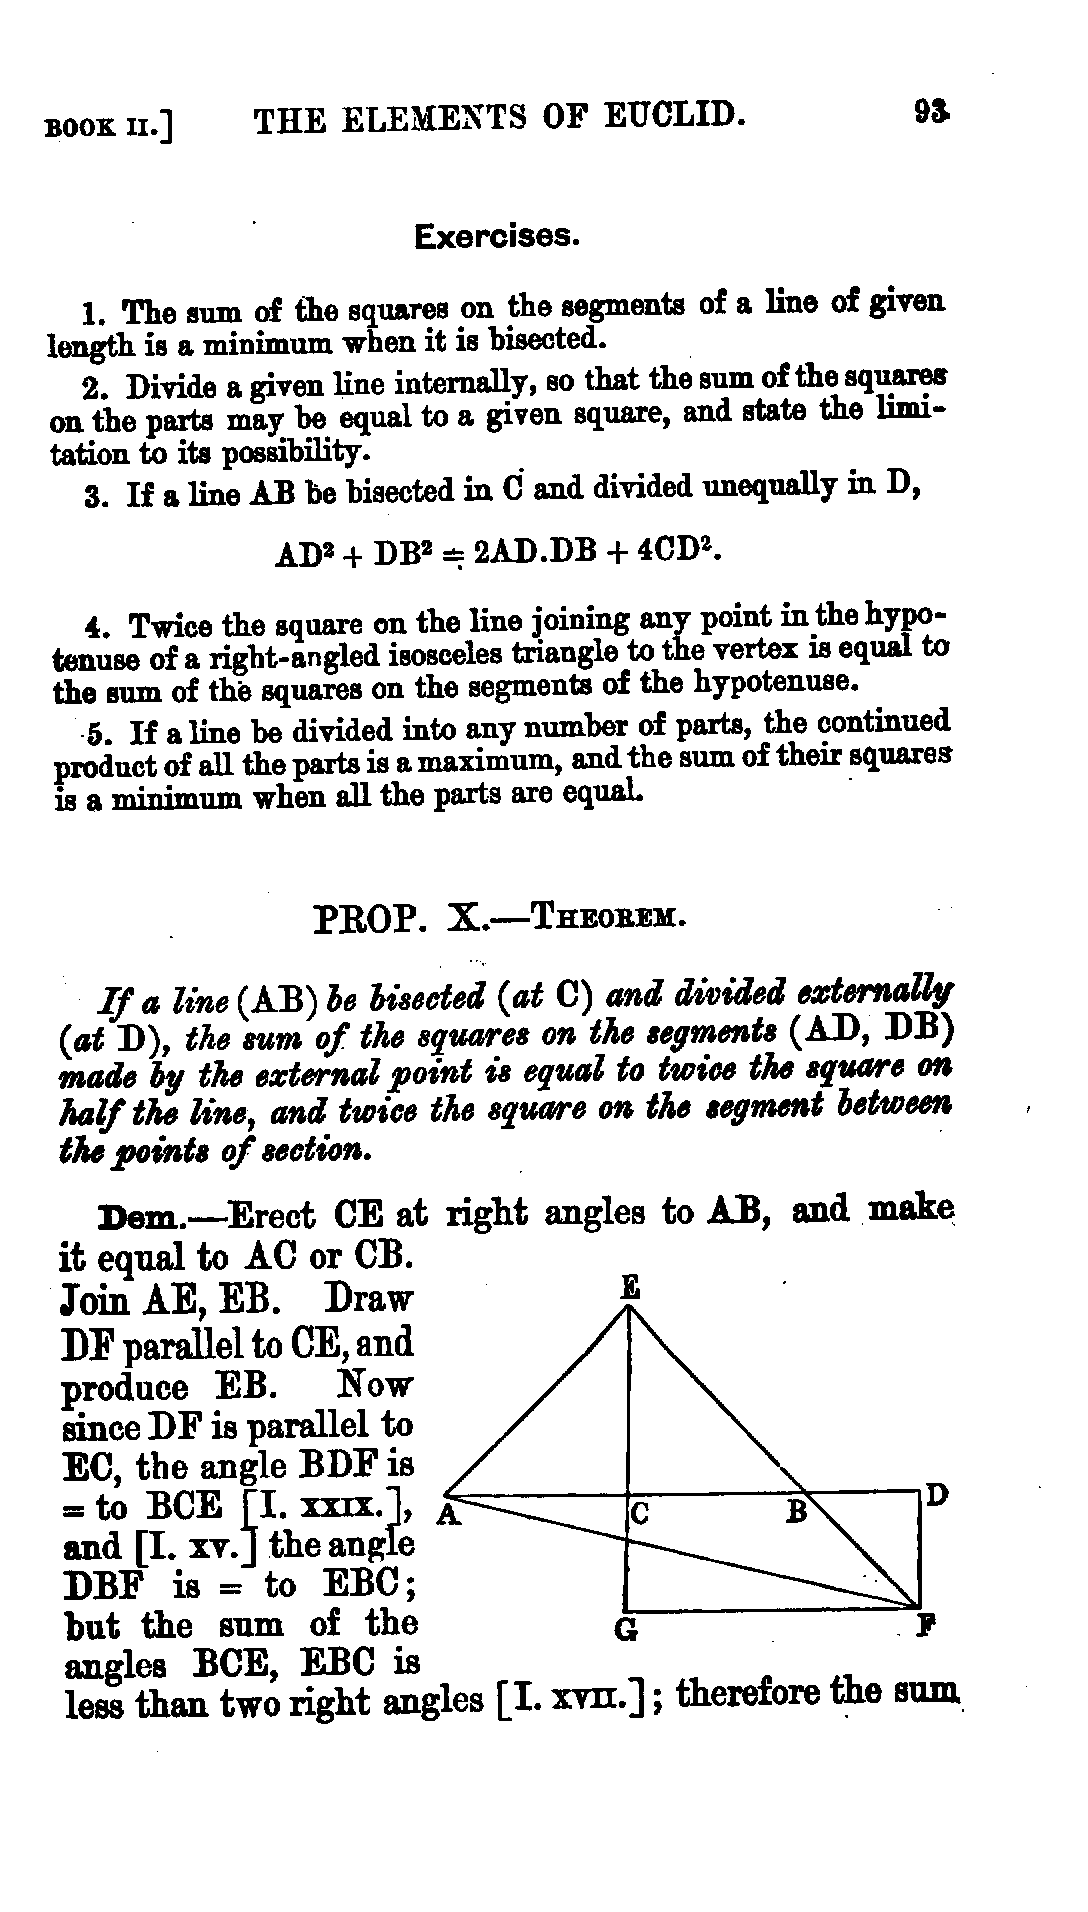 BOOK II.] THE ELEMENTS OF EUCLID. 93
Exercises.
1. The sum of the squares on the segments of a line of given
length is a minimum when it is bisected.
2. Divide a given line internally, so that the sum of the squares
on the parts may be equal to a given square, and state the limi-
tation to its possibility.
3. If a line AB be bisected in C and divided unequally in D,
AD² + DB² = 2AD.DB + 4CD².
4. Twice the square on the line joining any point in the hypo-
tenuse of a right-angled isosceles triangle to the vertex is equal to
the sum of the squares on the segments of the hypotenuse.
5. If a line be divided into any number of parts, the continued
product of all the parts is a maximum, and the sum of their squares
is a minimum when all the parts are equal.
PROP. X.—THEOREM.
If a line (AB) be bisected (at C) and divided externally
(at D), the sum of the squares on the segments (AD, DB)
made by the external point is equal to twice the square on
half the line, and twice the square on the segment between
the points of section.
Dem.—Erect CE at right angles to AB, and make
it equal to AC or CB.
Join AE, EB. Draw
DF parallel to CE, and
produce EB. Now
since DF is parallel to
EC, the angle BDF is
= to BCE [I. XXIX.],
and [I. XV.] the angle
DBF is = to EBC;
but the sum of the
angles BCE, EBC is
less than two right angles [I. XVII.]; therefore the sum
E
A C B D
G F